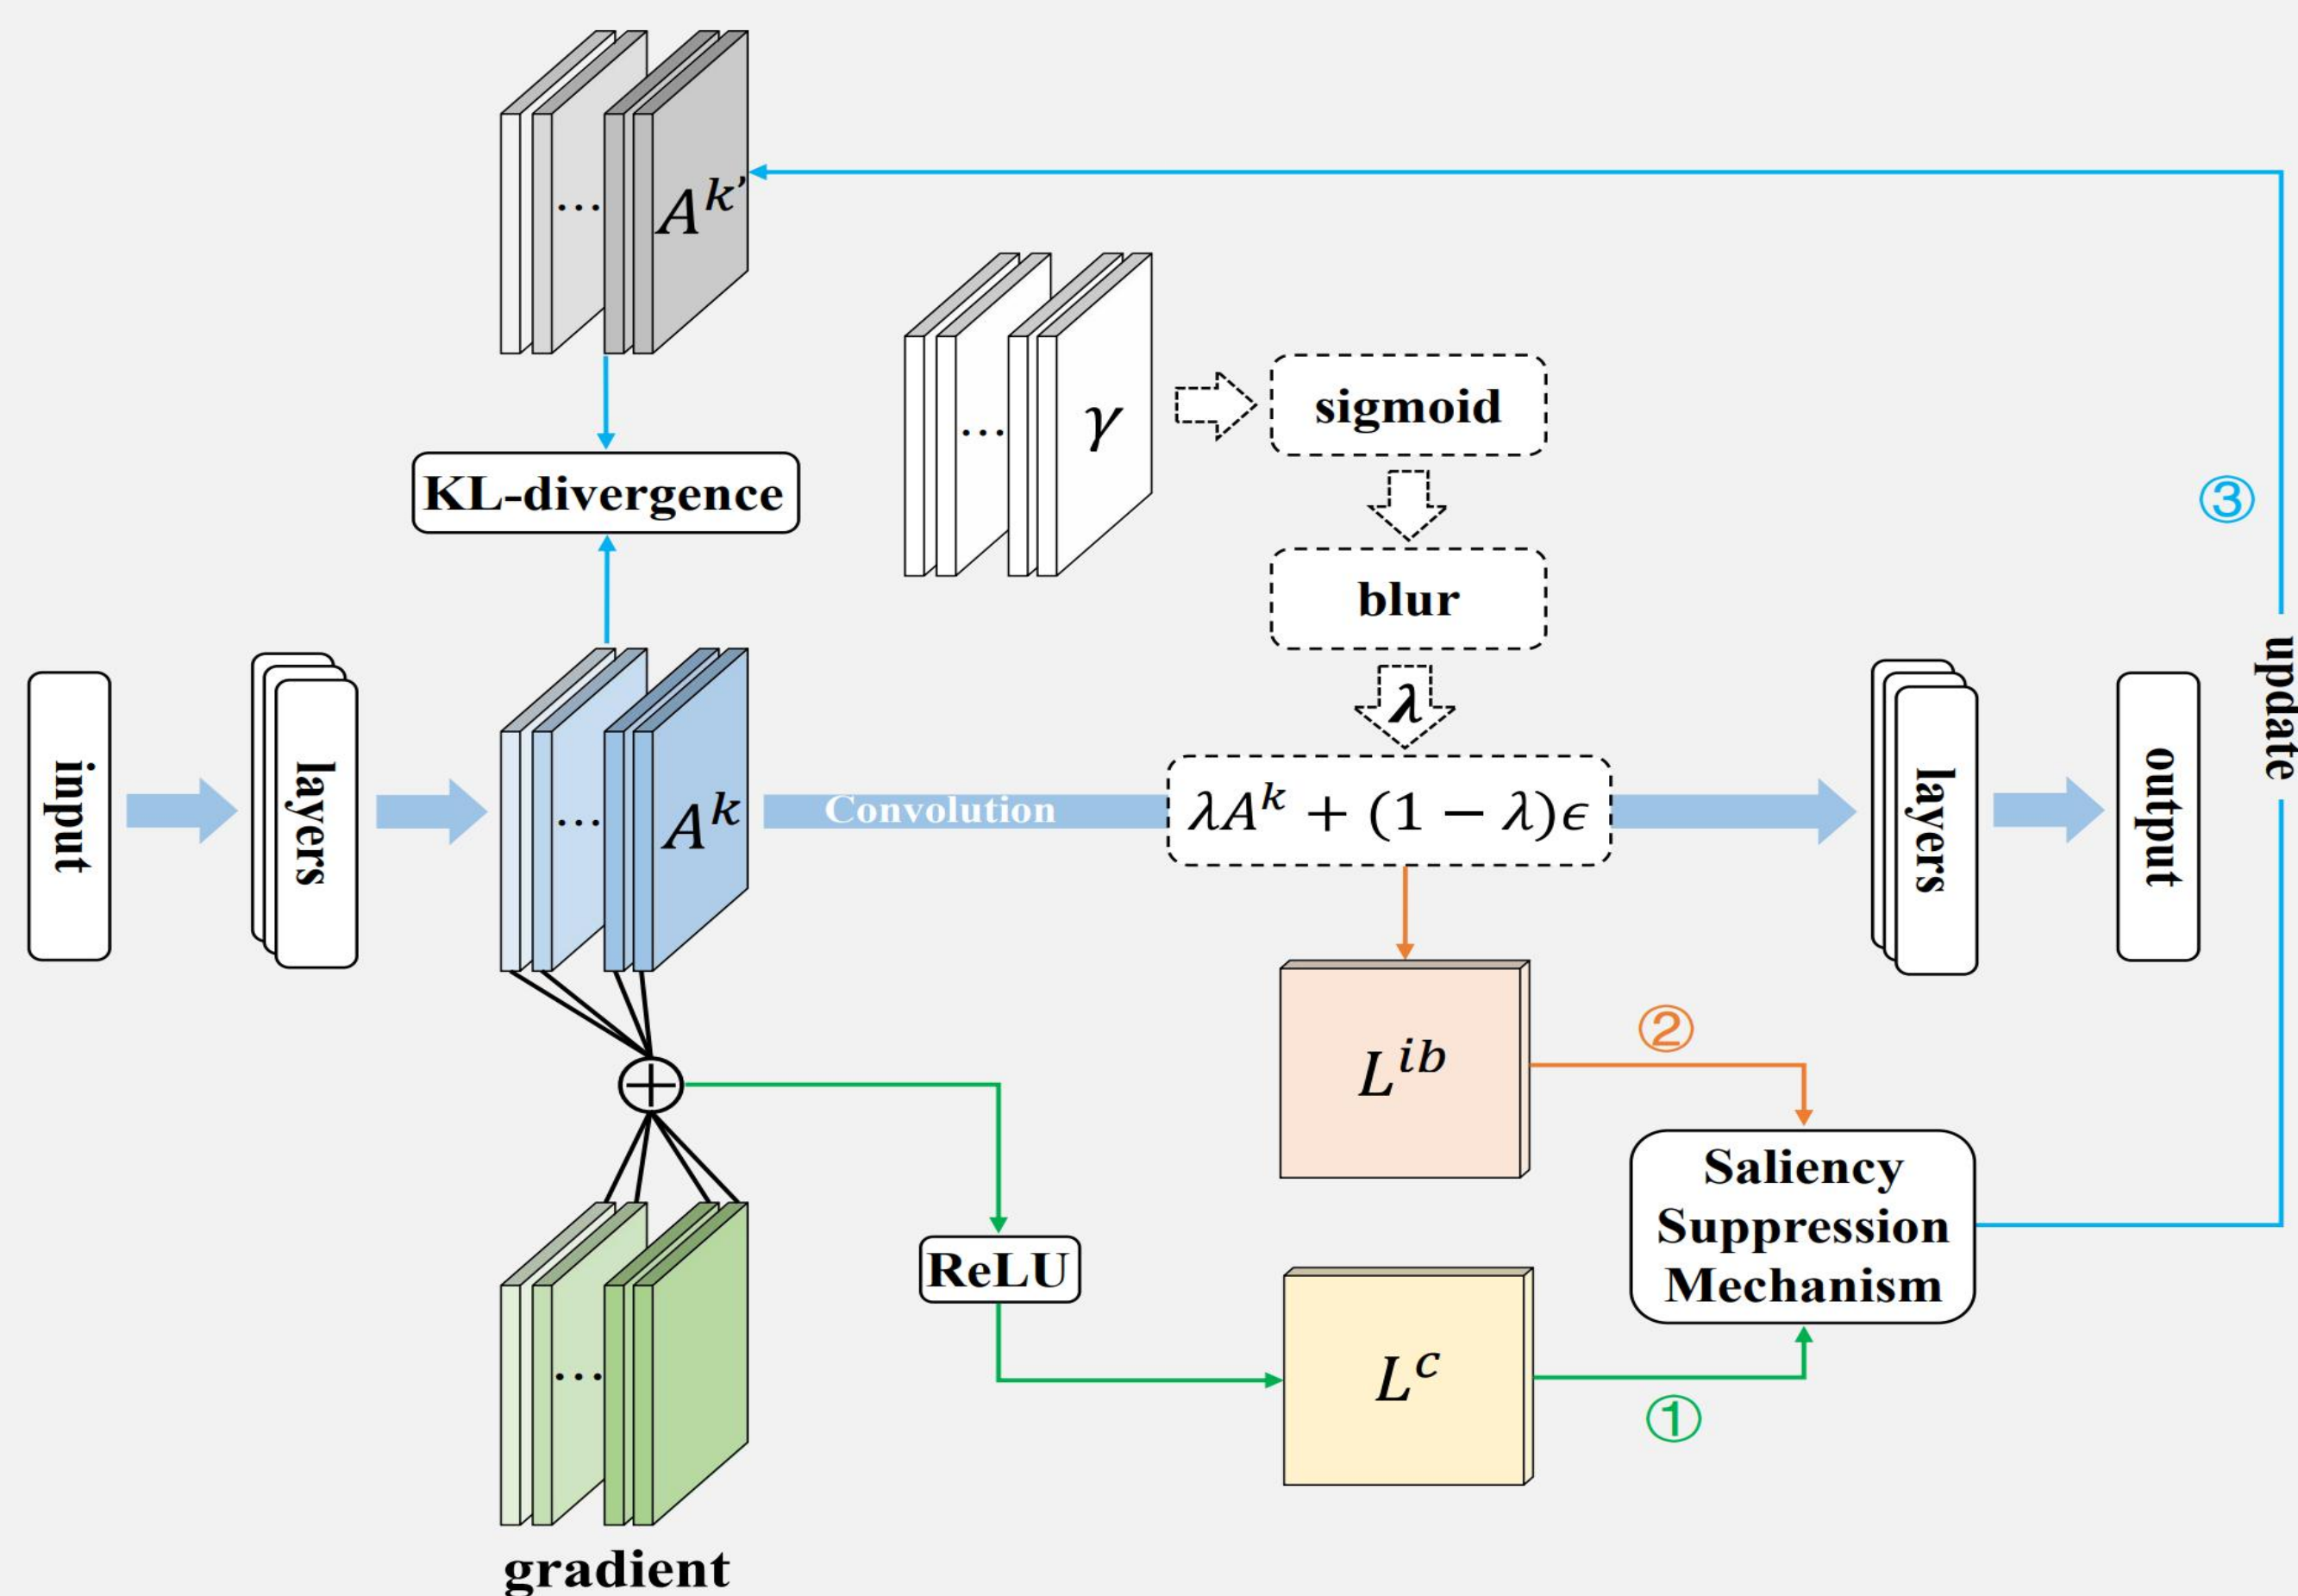 … A^k’
γ …
sigmoid
KL-divergence
③
blur
update
λ
input
layers
… A^k
Convolution
λA^k + (1 − λ)ϵ
layers
output
②
L^ib
Saliency
Suppression
Mechanism
ReLU
L^c
…
①
gradient